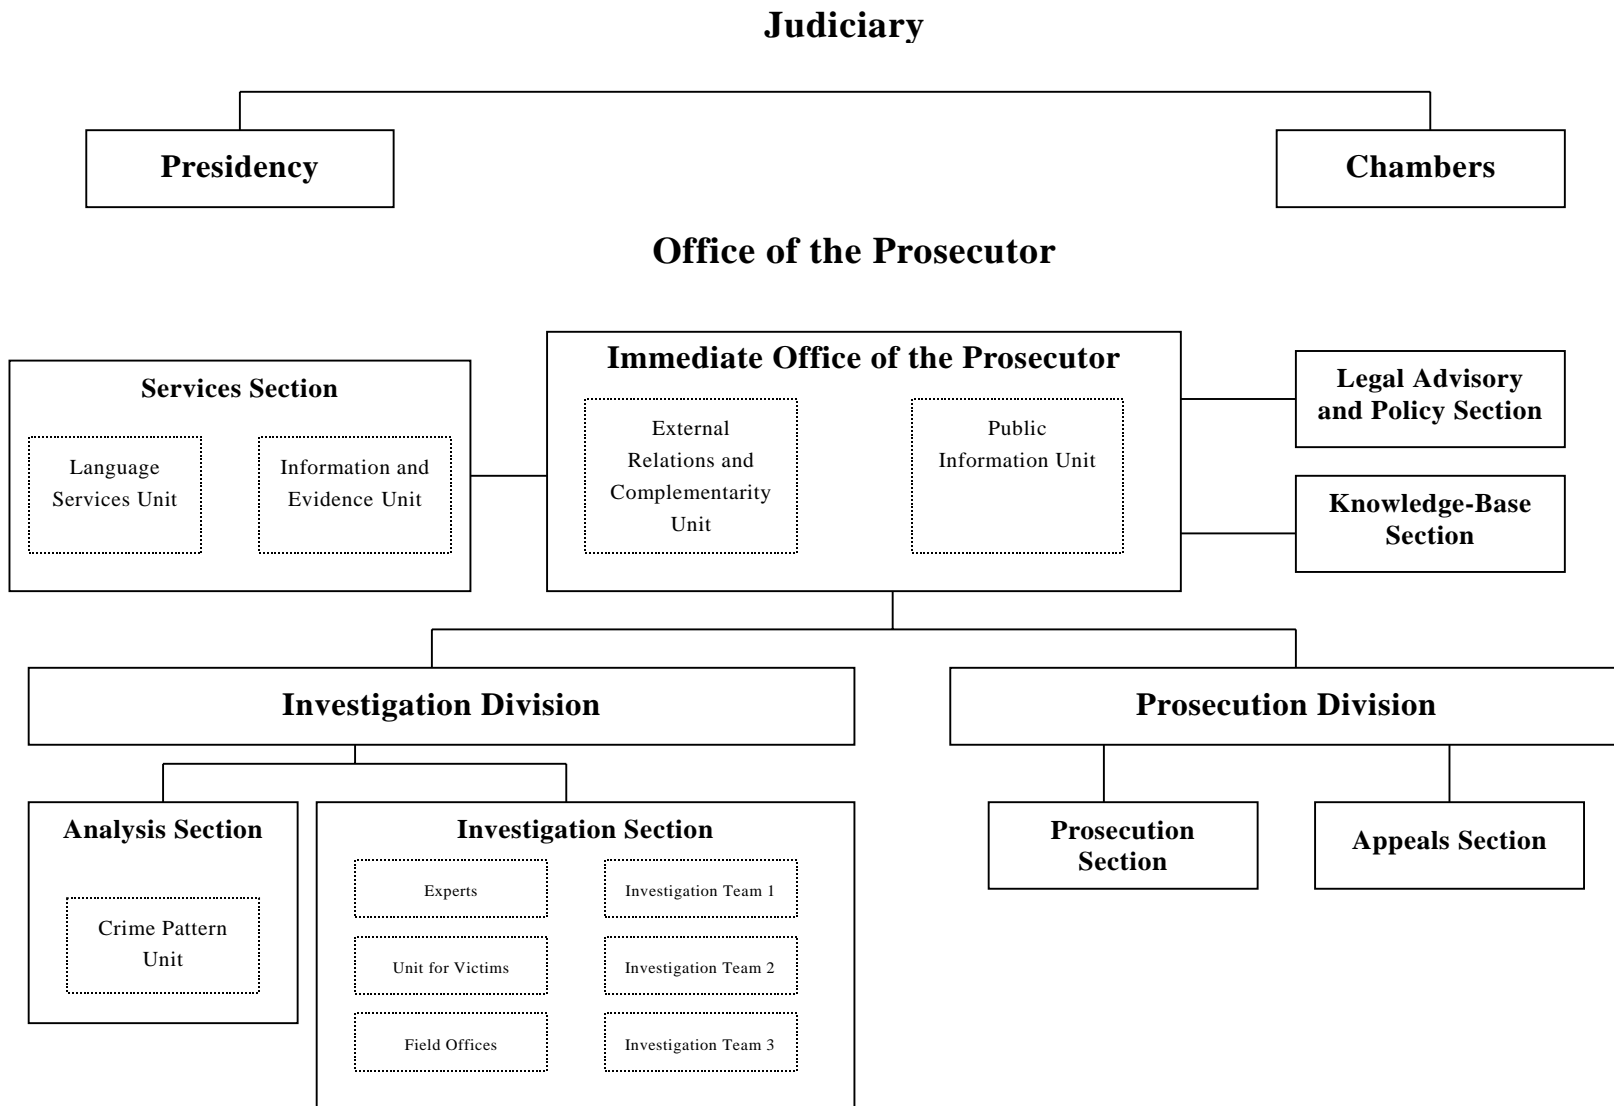 Judiciary
Presidency
Chambers
Office of the Prosecutor
Services Section
Language
Services Unit
Information and
Evidence Unit
Immediate Office of the Prosecutor
External
Relations and
Complementarity
Unit
Public
Information Unit
Legal Advisory
and Policy Section
Knowledge-Base
Section
Investigation Division
Prosecution Division
Analysis Section
Crime Pattern
Unit
Investigation Section
Experts
Investigation Team 1
Unit for Victims
Investigation Team 2
Field Offices
Investigation Team 3
Prosecution
Section
Appeals Section